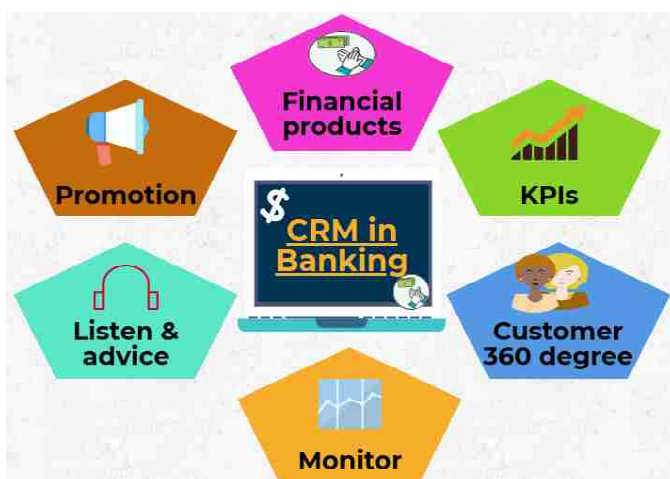 Financial
products
Promotion
KPIs
$
CRM in
Banking
Listen &
advice
Customer
360 degree
Monitor